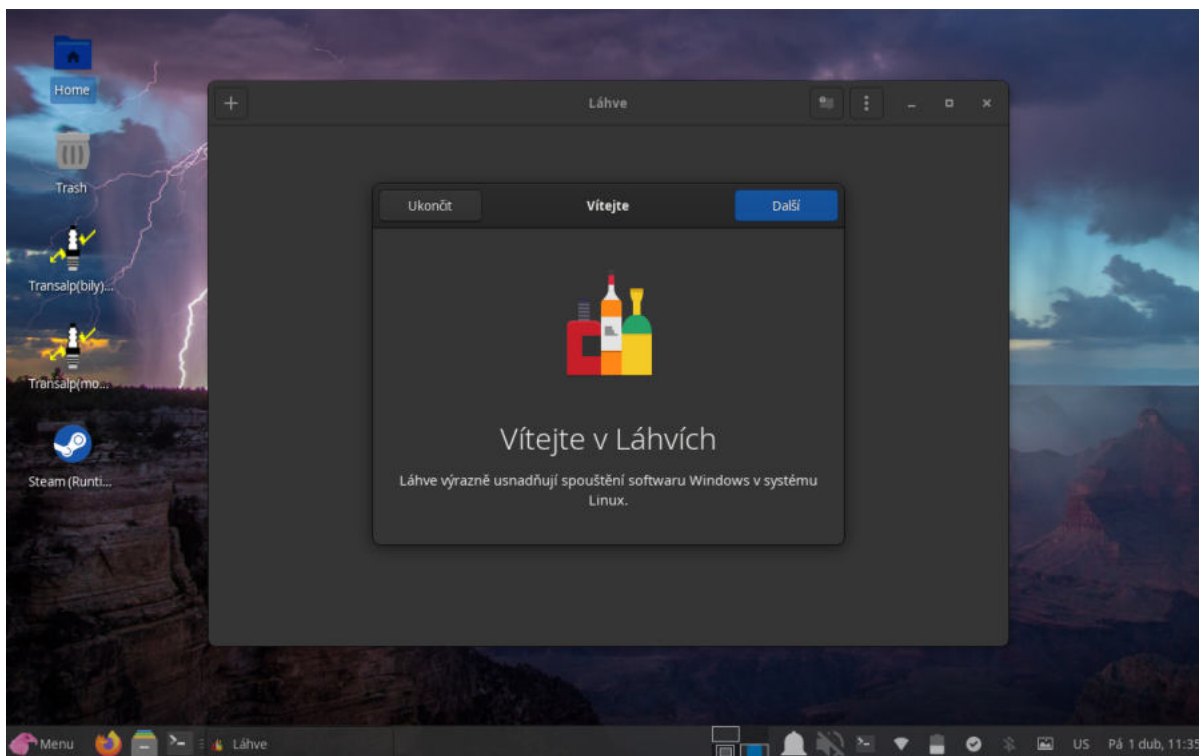 Home
Trash
Transalp(bily)...
Transalp(mo...
Steam (Runti...
Láhve
Ukončit
Vítejte
Další
Vítejte v Láhvích
Láhve výrazně usnadňují spouštění softwaru Windows v systému
Linux.
Menu
Láhve
US
Pá 1 dub, 11:35